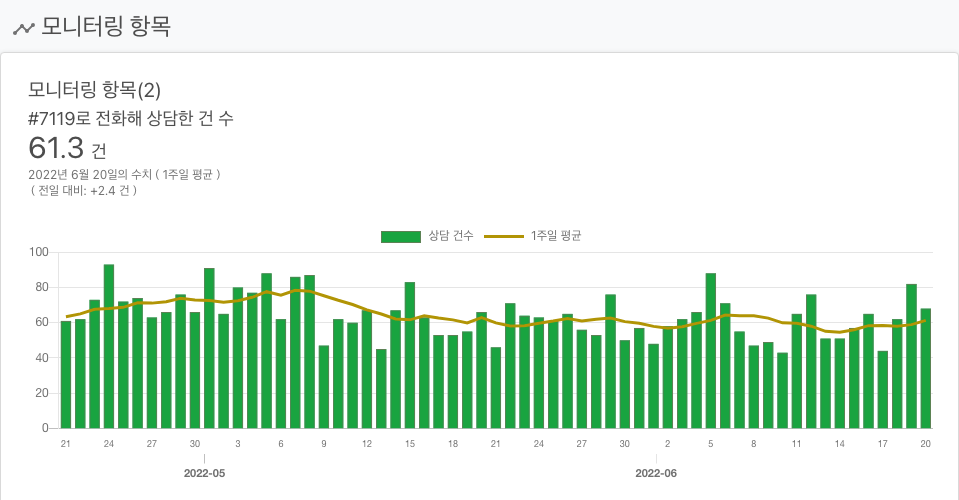 모니터링 항목
모니터링 항목(2)
#7119로 전화해 상담한 건 수
61.3 건
2022년 6월 20일의 수치 ( 1주일 평균 )
( 전일 대비: +2.4 건 )
상담 건수 1주일 평균
100
80
60
40
20
0
21 24 27 30 3 6 9 12 15 18 21 24 27 30 2 5 8 11 14 17 20
2022-05 2022-06